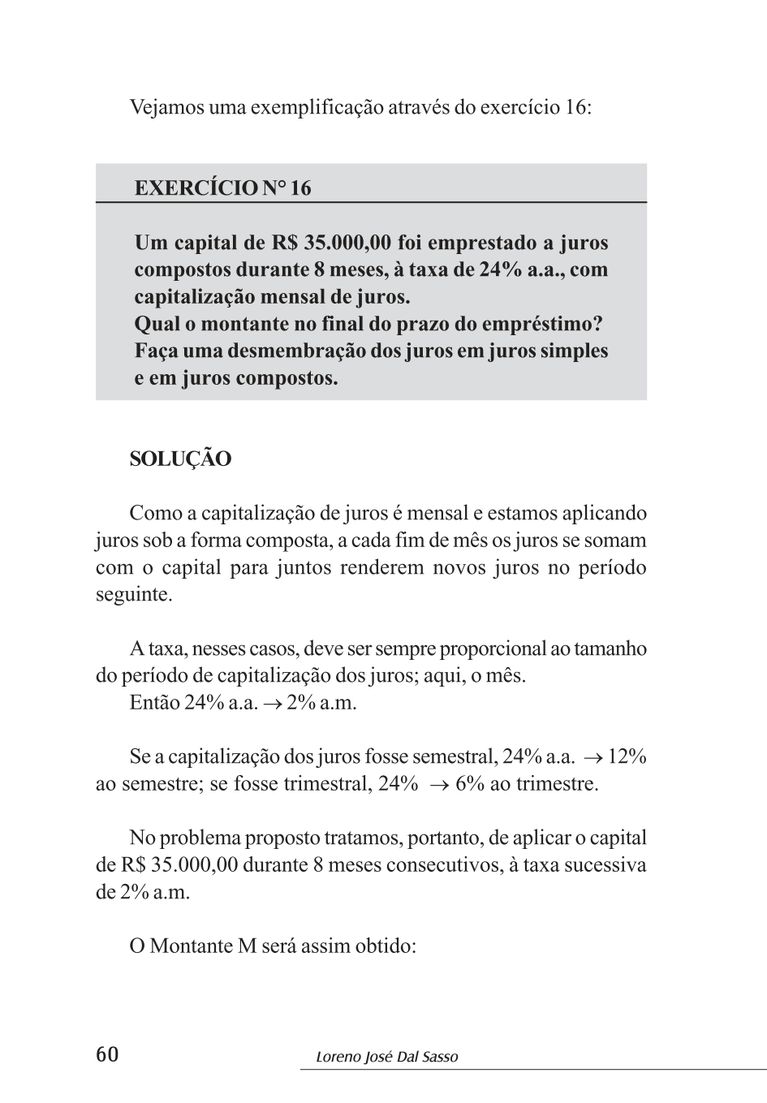 Vejamos uma exemplificação através do exercício 16:
EXERCÍCIO N° 16
Um capital de R$ 35.000,00 foi emprestado a juros
compostos durante 8 meses, à taxa de 24% a.a., com
capitalização mensal de juros.
Qual o montante no final do prazo do empréstimo?
Faça uma desmembração dos juros em juros simples
e em juros compostos.
SOLUÇÃO
Como a capitalização de juros é mensal e estamos aplicando
juros sob a forma composta, a cada fim de mês os juros se somam
com o capital para juntos renderem novos juros no período
seguinte.
A taxa, nesses casos, deve ser sempre proporcional ao tamanho
do período de capitalização dos juros; aqui, o mês.
Então 24% a.a. → 2% a.m.
Se a capitalização dos juros fosse semestral, 24% a.a. → 12%
ao semestre; se fosse trimestral, 24% → 6% ao trimestre.
No problema proposto tratamos, portanto, de aplicar o capital
de R$ 35.000,00 durante 8 meses consecutivos, à taxa sucessiva
de 2% a.m.
O Montante M será assim obtido:
60 Loreno José Dal Sasso